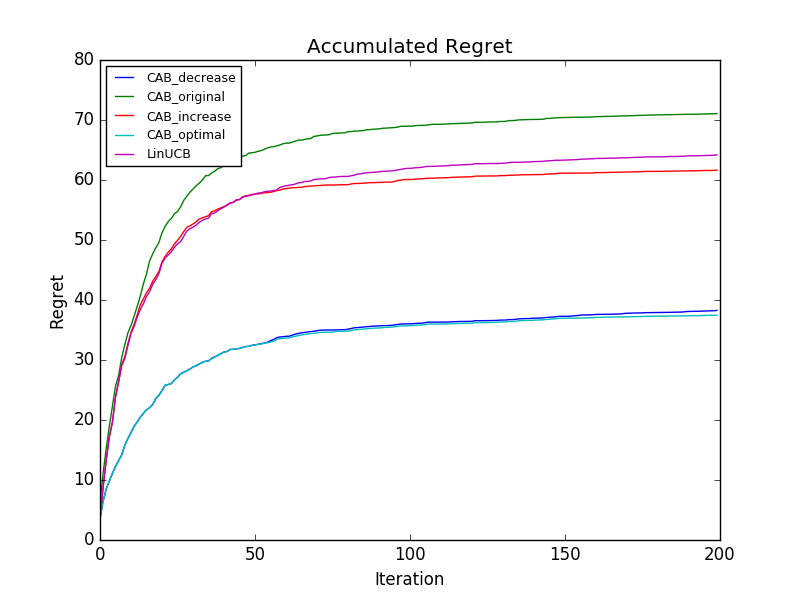 Accumulated Regret
80
70
60
50
40
30
20
10
0
Regret
CAB_decrease
CAB_original
CAB_increase
CAB_optimal
LinUCB
0 50 100 150 200
Iteration